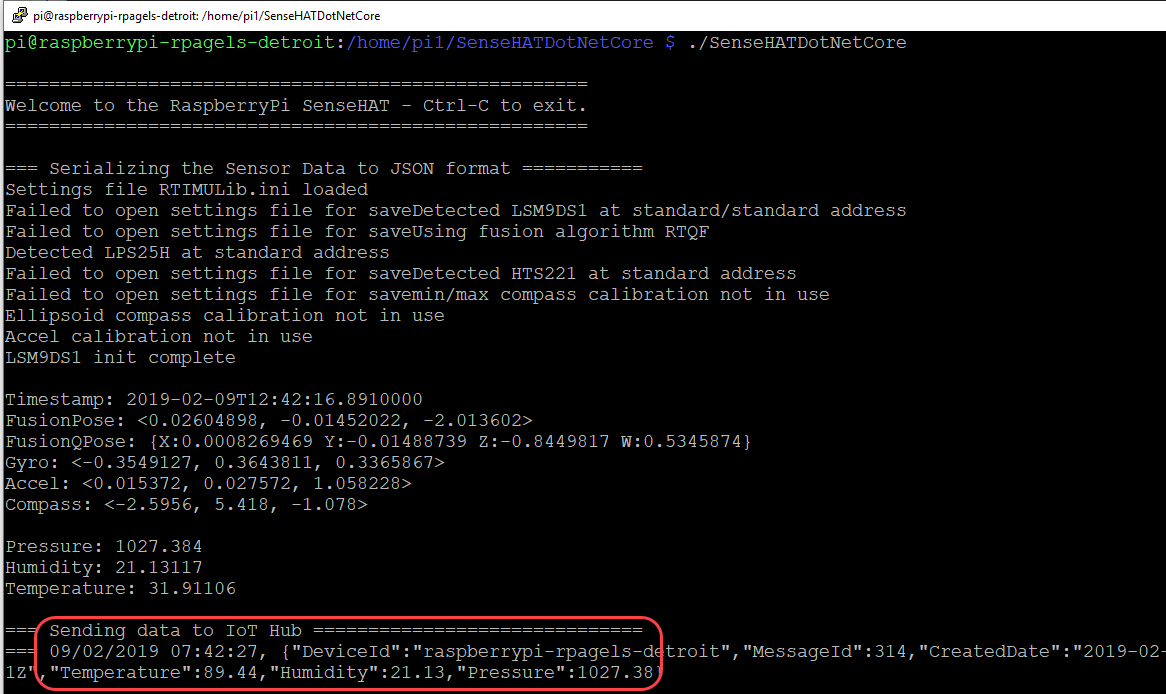 pi@raspberrypi-rpagels-detroit: /home/pi1/SenseHATDotNetCore
pi@raspberrypi-rpagels-detroit:/home/pi1/SenseHATDotNetCore $ ./SenseHATDotNetCore
=====================================================
Welcome to the RaspberryPi SenseHAT - Ctrl-C to exit.
=====================================================
=== Serializing the Sensor Data to JSON format ===========
Settings file RTIMULib.ini loaded
Failed to open settings file for saveDetected LSM9DS1 at standard/standard address
Failed to open settings file for saveUsing fusion algorithm RTQF
Detected LPS25H at standard address
Failed to open settings file for saveDetected HTS221 at standard address
Failed to open settings file for savemin/max compass calibration not in use
Ellipsoid compass calibration not in use
Accel calibration not in use
LSM9DS1 init complete
Timestamp: 2019-02-09T12:42:16.8910000
FusionPose: <0.02604898, -0.01452022, -2.013602>
FusionQPose: {X:0.0008269469 Y:-0.01488739 Z:-0.8449817 W:0.5345874}
Gyro: <-0.3549127, 0.3643811, 0.3365867>
Accel: <0.015372, 0.027572, 1.058228>
Compass: <-2.5956, 5.418, -1.078>
Pressure: 1027.384
Humidity: 21.13117
Temperature: 31.91106
=== Sending data to IoT Hub ==============================
=== 09/02/2019 07:42:27, {"DeviceId":"raspberrypi-rpagels-detroit","MessageId":314,"CreatedDate":"2019-02-
1Z","Temperature":89.44,"Humidity":21.13,"Pressure":1027.38}